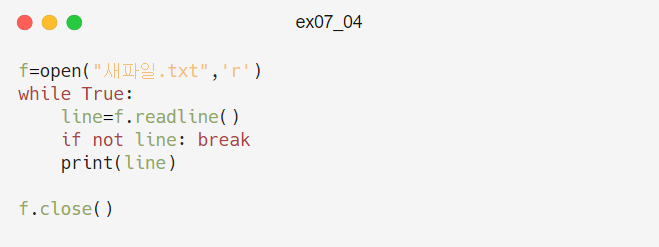 ex07_04
f=open("새파일.txt",'r')
while True:
    line=f.readline()
    if not line: break
    print(line)
f.close()